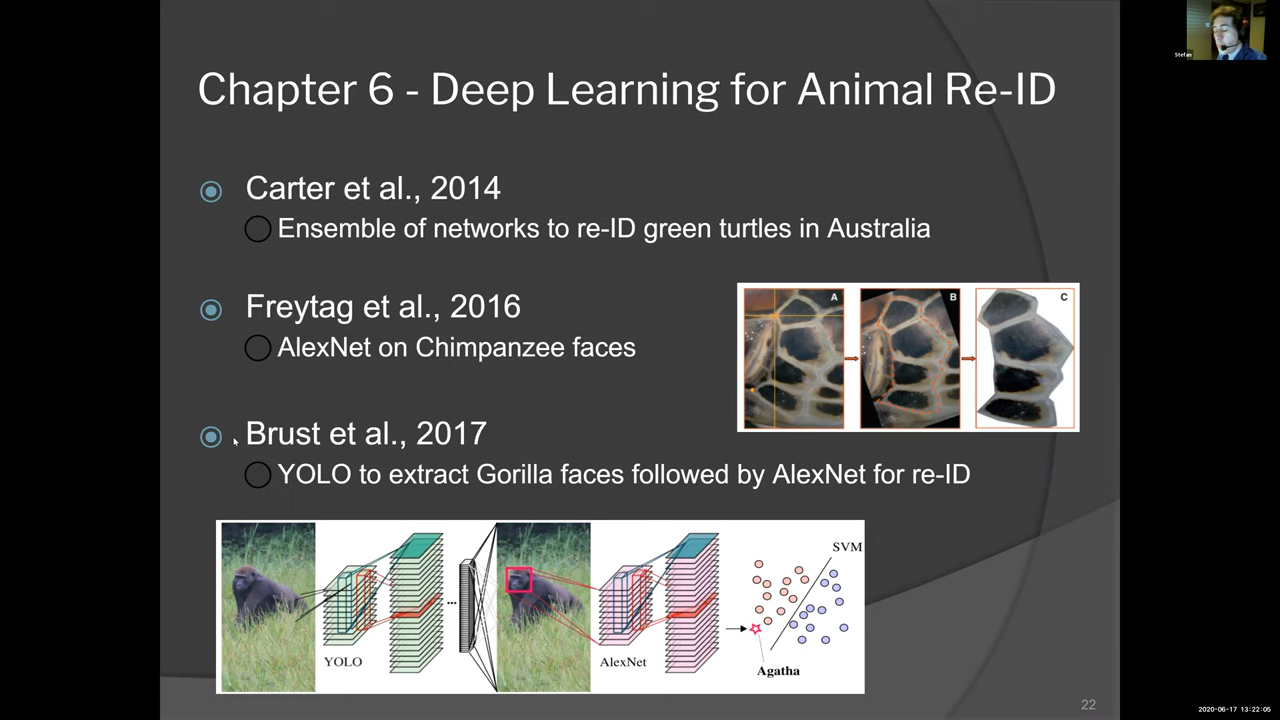 Stefan
Chapter 6 - Deep Learning for Animal Re-ID
Carter et al., 2014
Ensemble of networks to re-ID green turtles in Australia
Freytag et al., 2016
AlexNet on Chimpanzee faces
A
B
C
Brust et al., 2017
YOLO to extract Gorilla faces followed by AlexNet for re-ID
YOLO
...
AlexNet
SVM
Agatha
22
2020-06-17 13:22:05